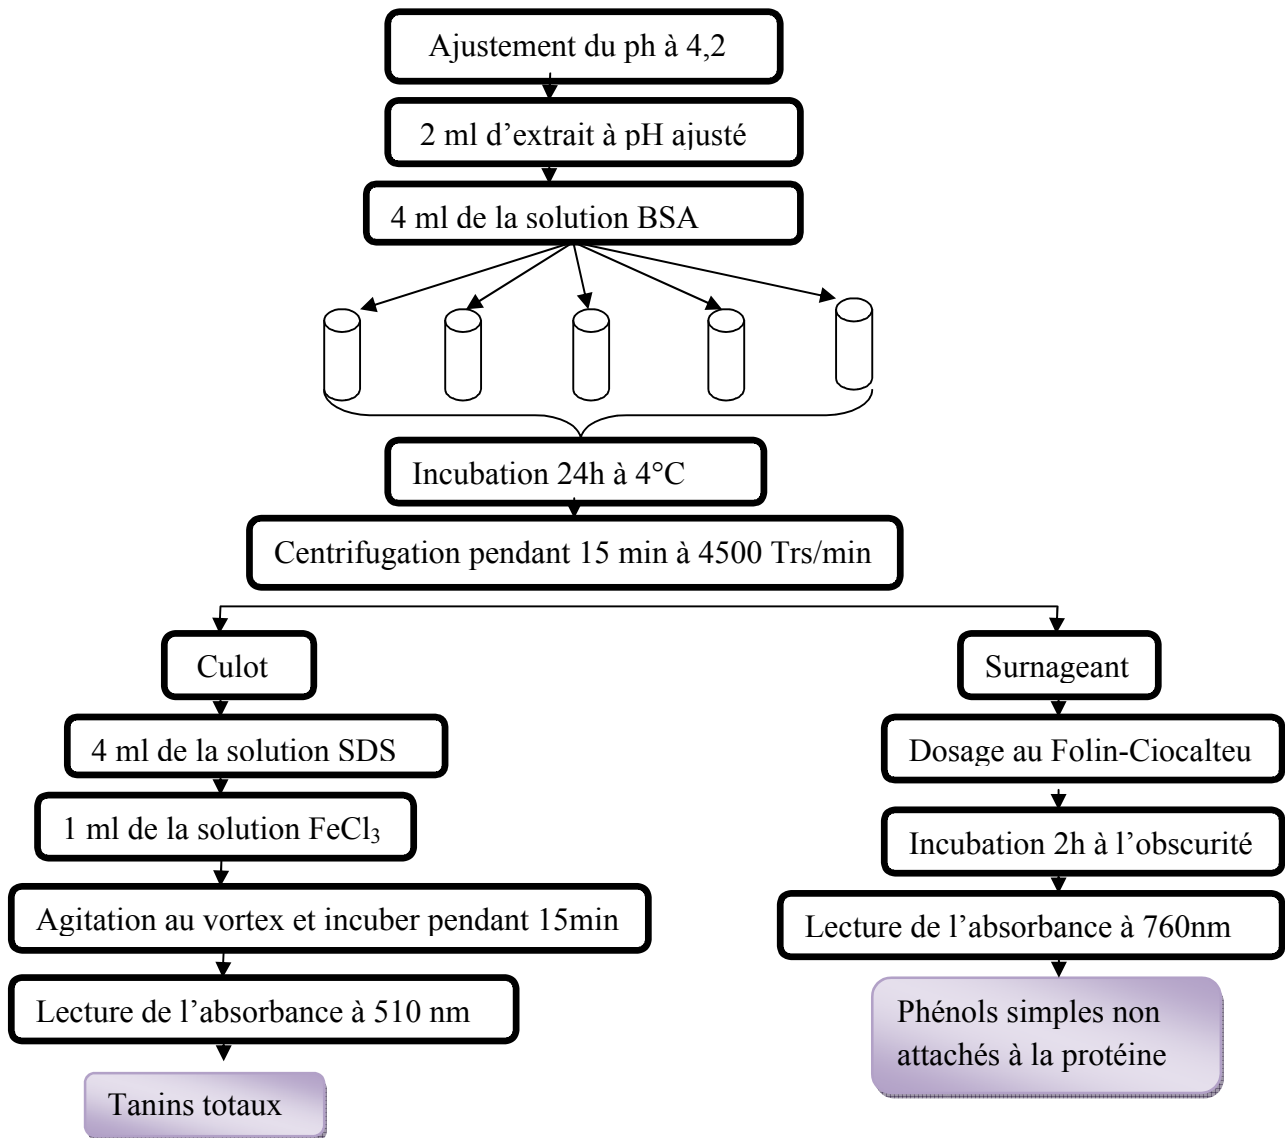 Ajustement du ph à 4,2
2 ml d’extrait à pH ajusté
4 ml de la solution BSA
Incubation 24h à 4°C
Centrifugation pendant 15 min à 4500 Trs/min
Culot
4 ml de la solution SDS
1 ml de la solution FeCl₃
Agitation au vortex et incuber pendant 15min
Lecture de l’absorbance à 510 nm
Tanins totaux
Surnageant
Dosage au Folin-Ciocalteu
Incubation 2h à l’obscurité
Lecture de l’absorbance à 760nm
Phénols simples non
attachés à la protéine